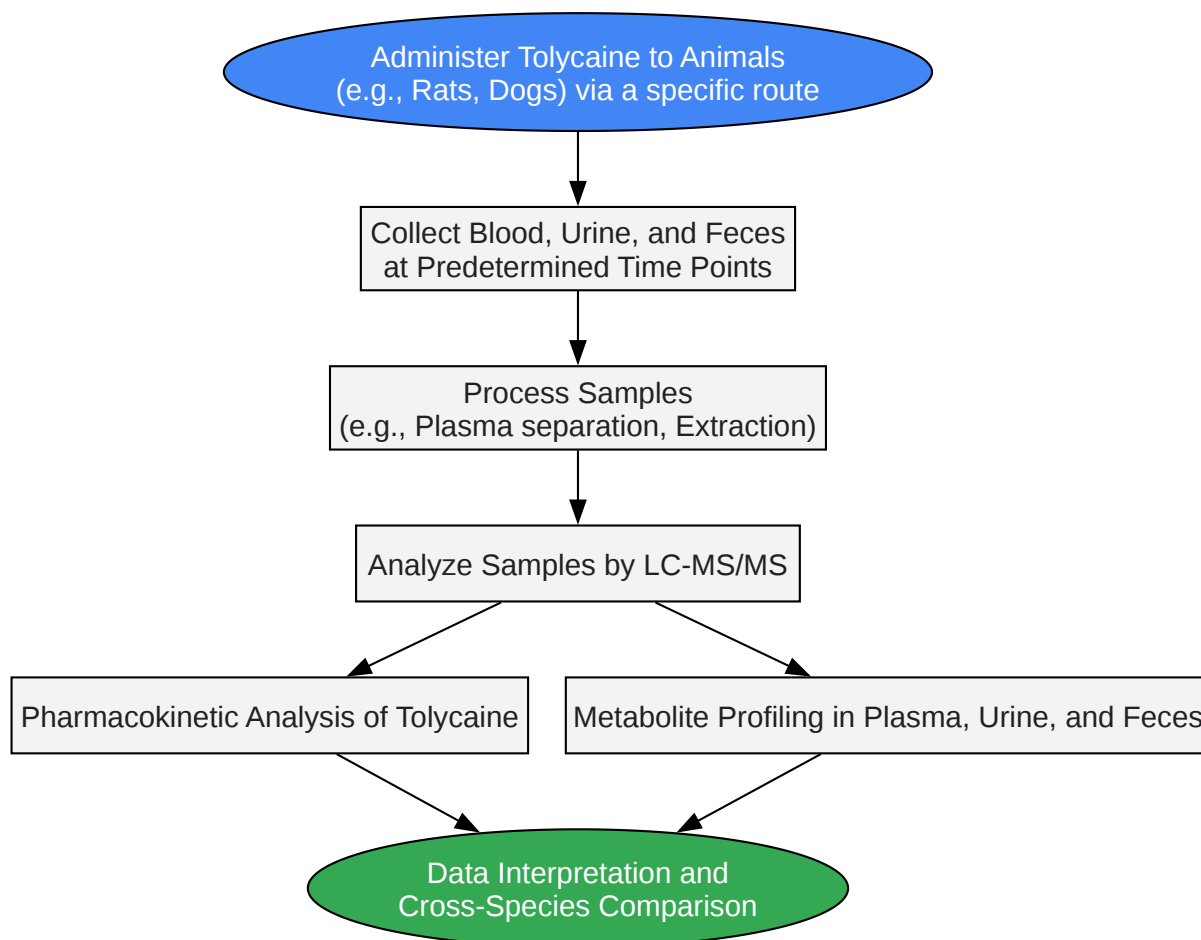 Administer Tolycaine to Animals
(e.g., Rats, Dogs) via a specific route
Collect Blood, Urine, and Feces
at Predetermined Time Points
Process Samples
(e.g., Plasma separation, Extraction)
Analyze Samples by LC-MS/MS
Pharmacokinetic Analysis of Tolycaine
Metabolite Profiling in Plasma, Urine, and Feces
Data Interpretation and
Cross-Species Comparison